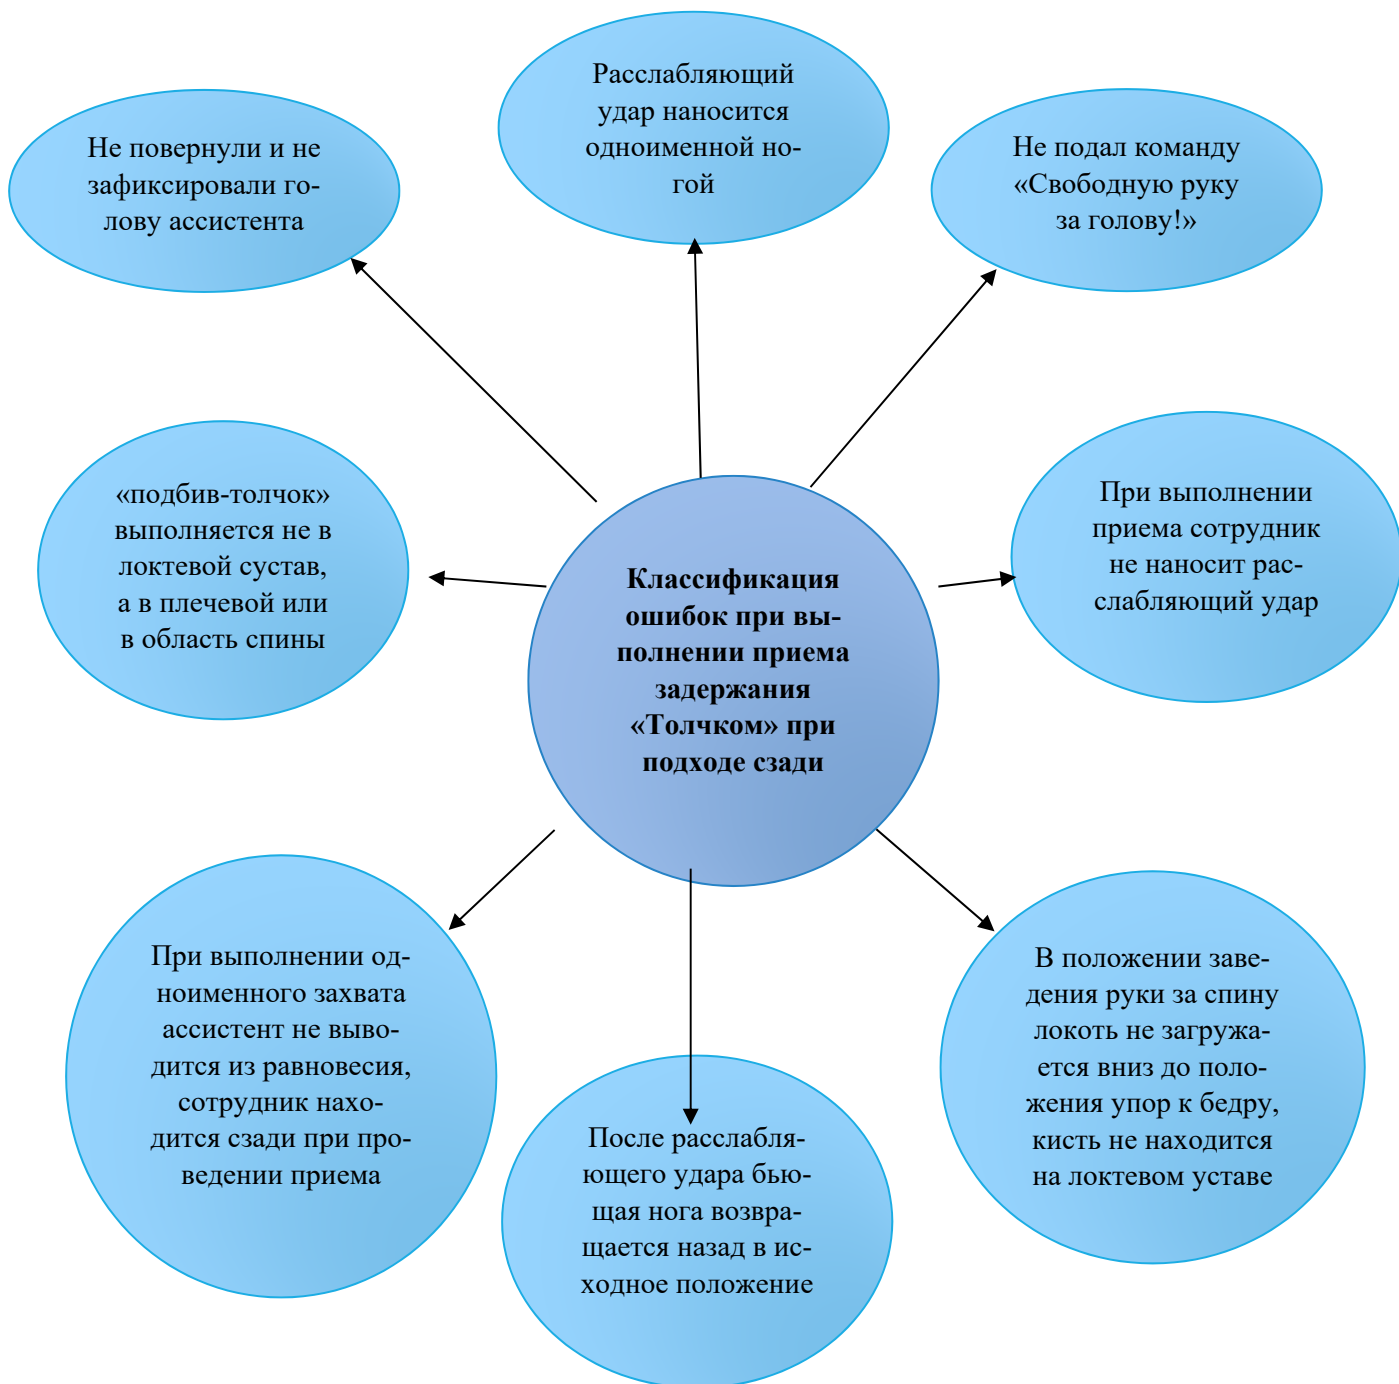 Расслабляющий
удар наносится
одноименной но-
гой
Не повернули и не
зафиксировали го-
лову ассистента
Не подал команду
«Свободную руку
за голову!»
«подбив-толчок»
выполняется не в
локтевой сустав,
а в плечевой или
в область спины
При выполнении
приема сотрудник
не наносит рас-
слабляющий удар
Классификация
ошибок при вы-
полнении приема
задержания
«Толчком» при
подходе сзади
При выполнении од-
ноименного захвата
ассистент не выво-
дится из равновесия,
сотрудник нахо-
дится сзади при про-
ведении приема
После расслабля-
ющего удара бью-
щая нога возвра-
щается назад в ис-
ходное положение
В положении заве-
дения руки за спину
локоть не загружа-
ется вниз до поло-
жения упор к бедру,
кисть не находится
на локтевом уставе